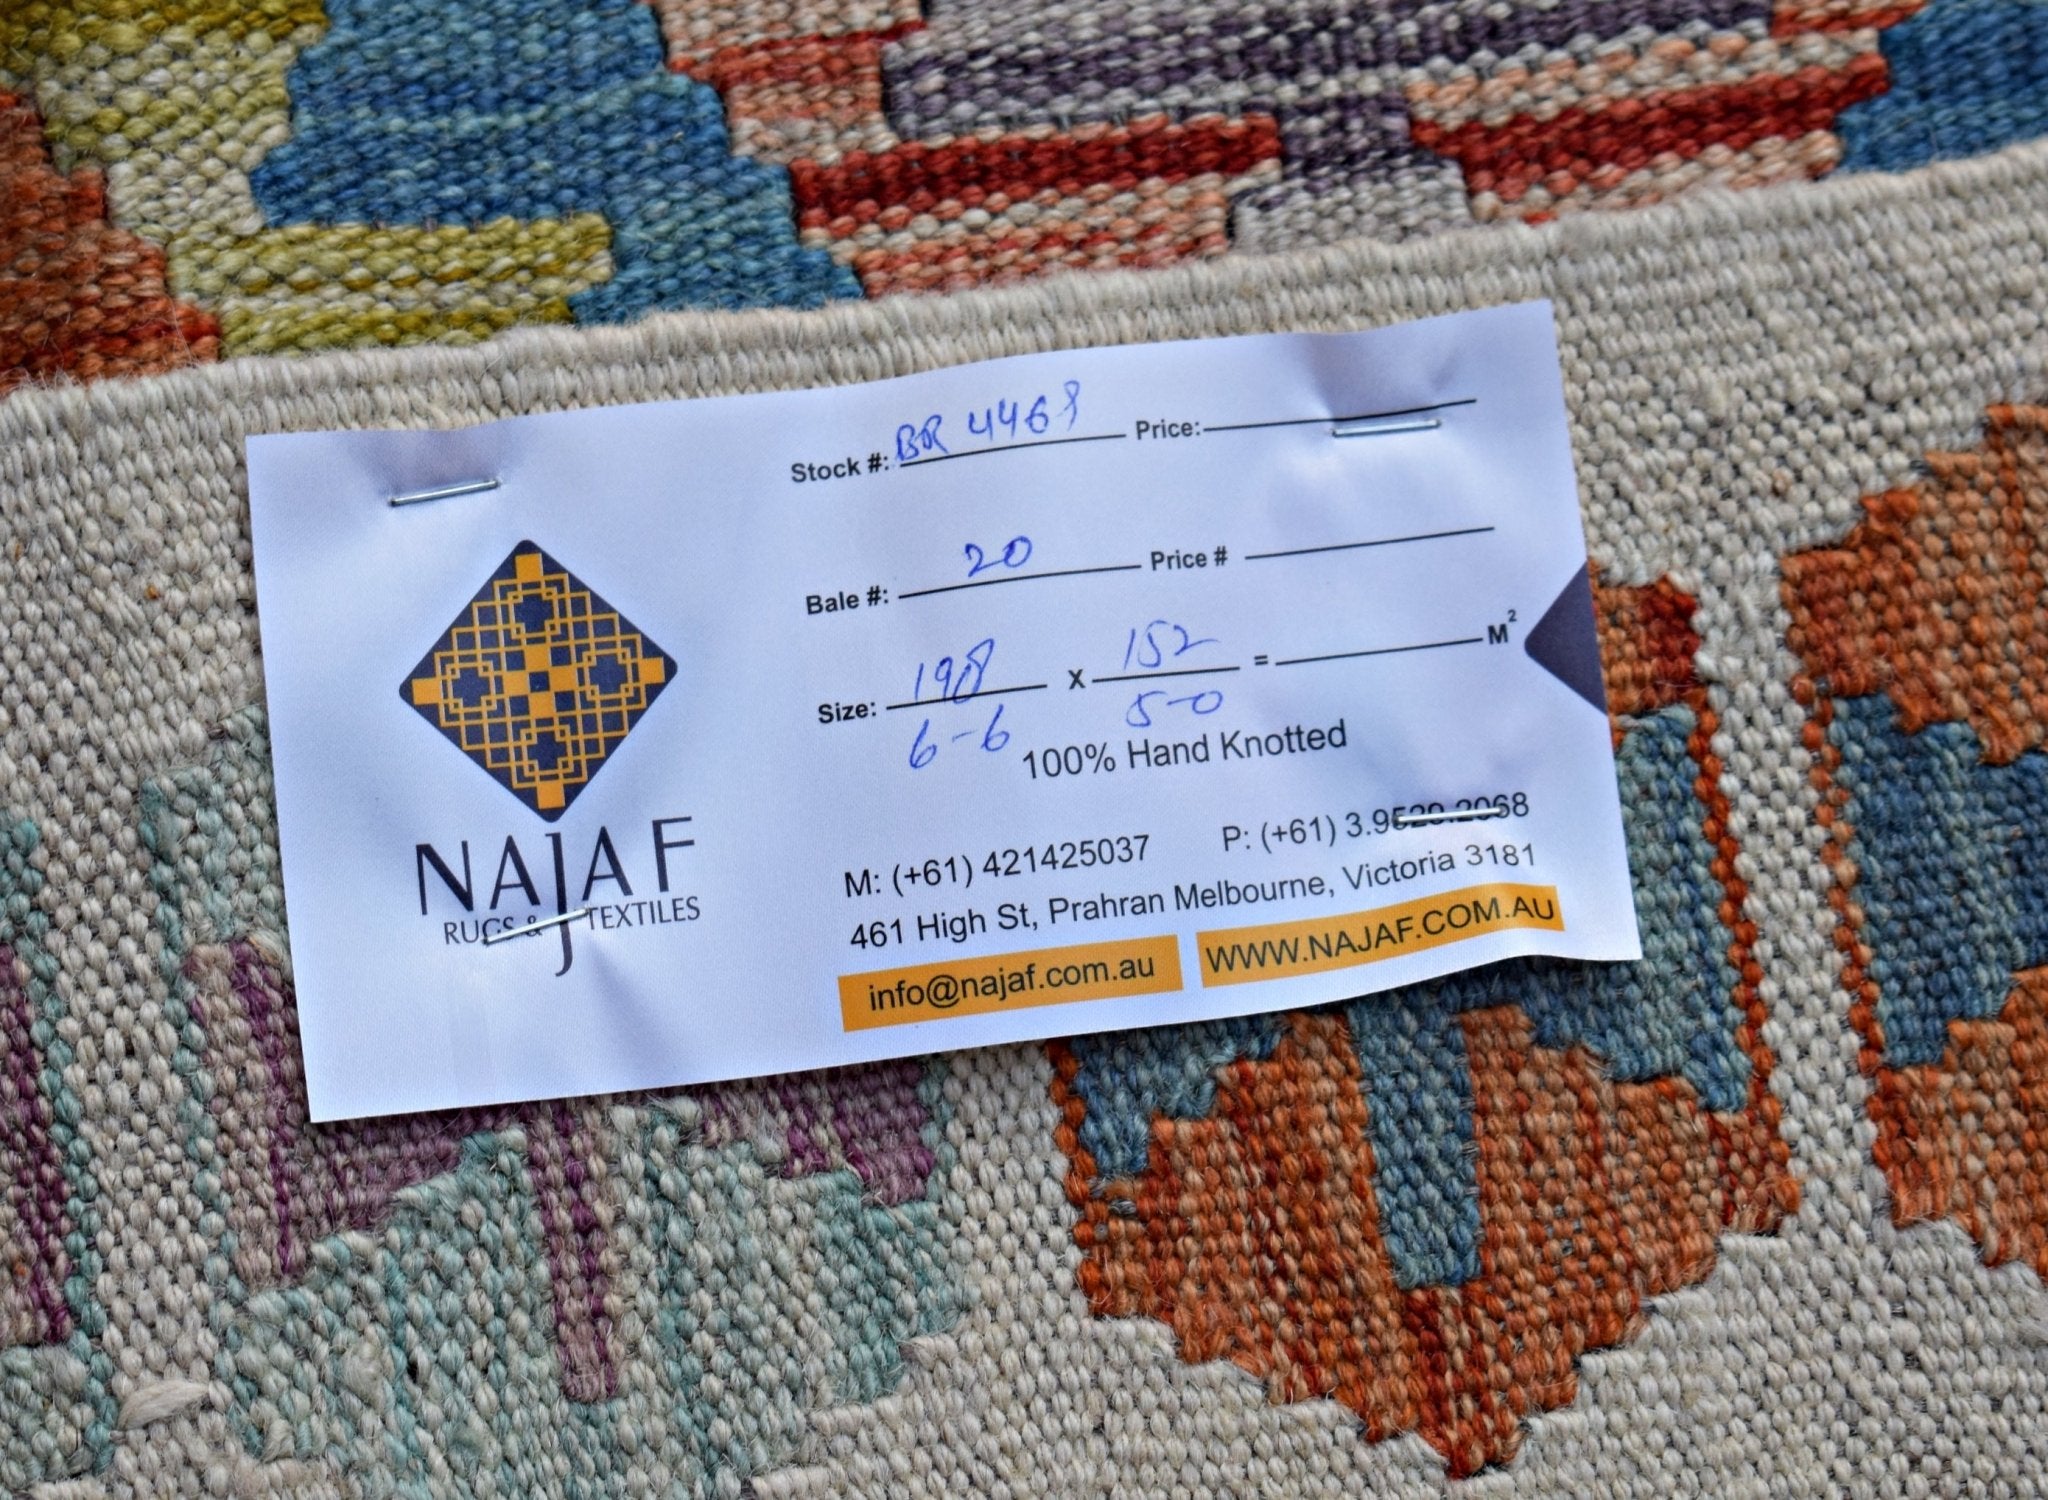 Stock #: BR 4468 Price:
Bale #: 20 Price #
Size: 198 x 152 = M²
6-6 5-0
100% Hand Knotted
M: (+61) 421425037 P: (+61) 3.9529.2068
461 High St, Prahran Melbourne, Victoria 3181
info@najaf.com.au WWW.NAJAF.COM.AU
NAJAF
RUGS & TEXTILES